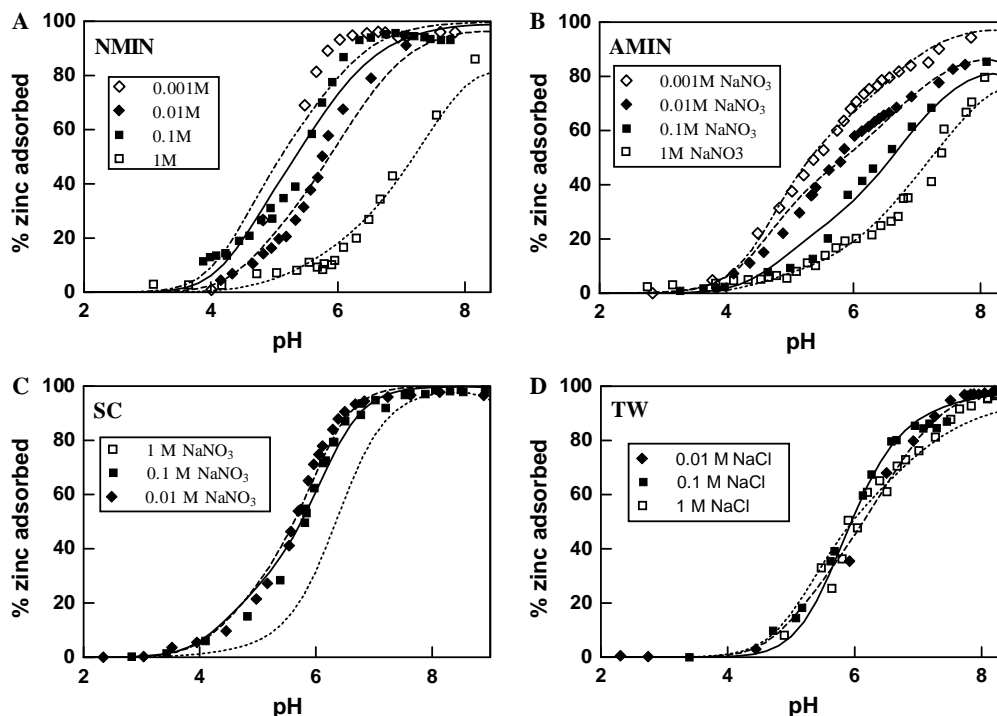 A
NMIN
0.001M
0.01M
0.1M
1M
% zinc adsorbed
100
80
60
40
20
0
2
4
6
8
pH
B
AMIN
0.001M NaNO3
0.01M NaNO3
0.1M NaNO3
1M NaNO3
% zinc adsorbed
100
80
60
40
20
0
2
4
6
8
pH
C
SC
1 M NaNO3
0.1 M NaNO3
0.01 M NaNO3
% zinc adsorbed
100
80
60
40
20
0
2
4
6
8
pH
D
TW
0.01 M NaCl
0.1 M NaCl
1 M NaCl
% zinc adsorbed
100
80
60
40
20
0
2
4
6
8
pH